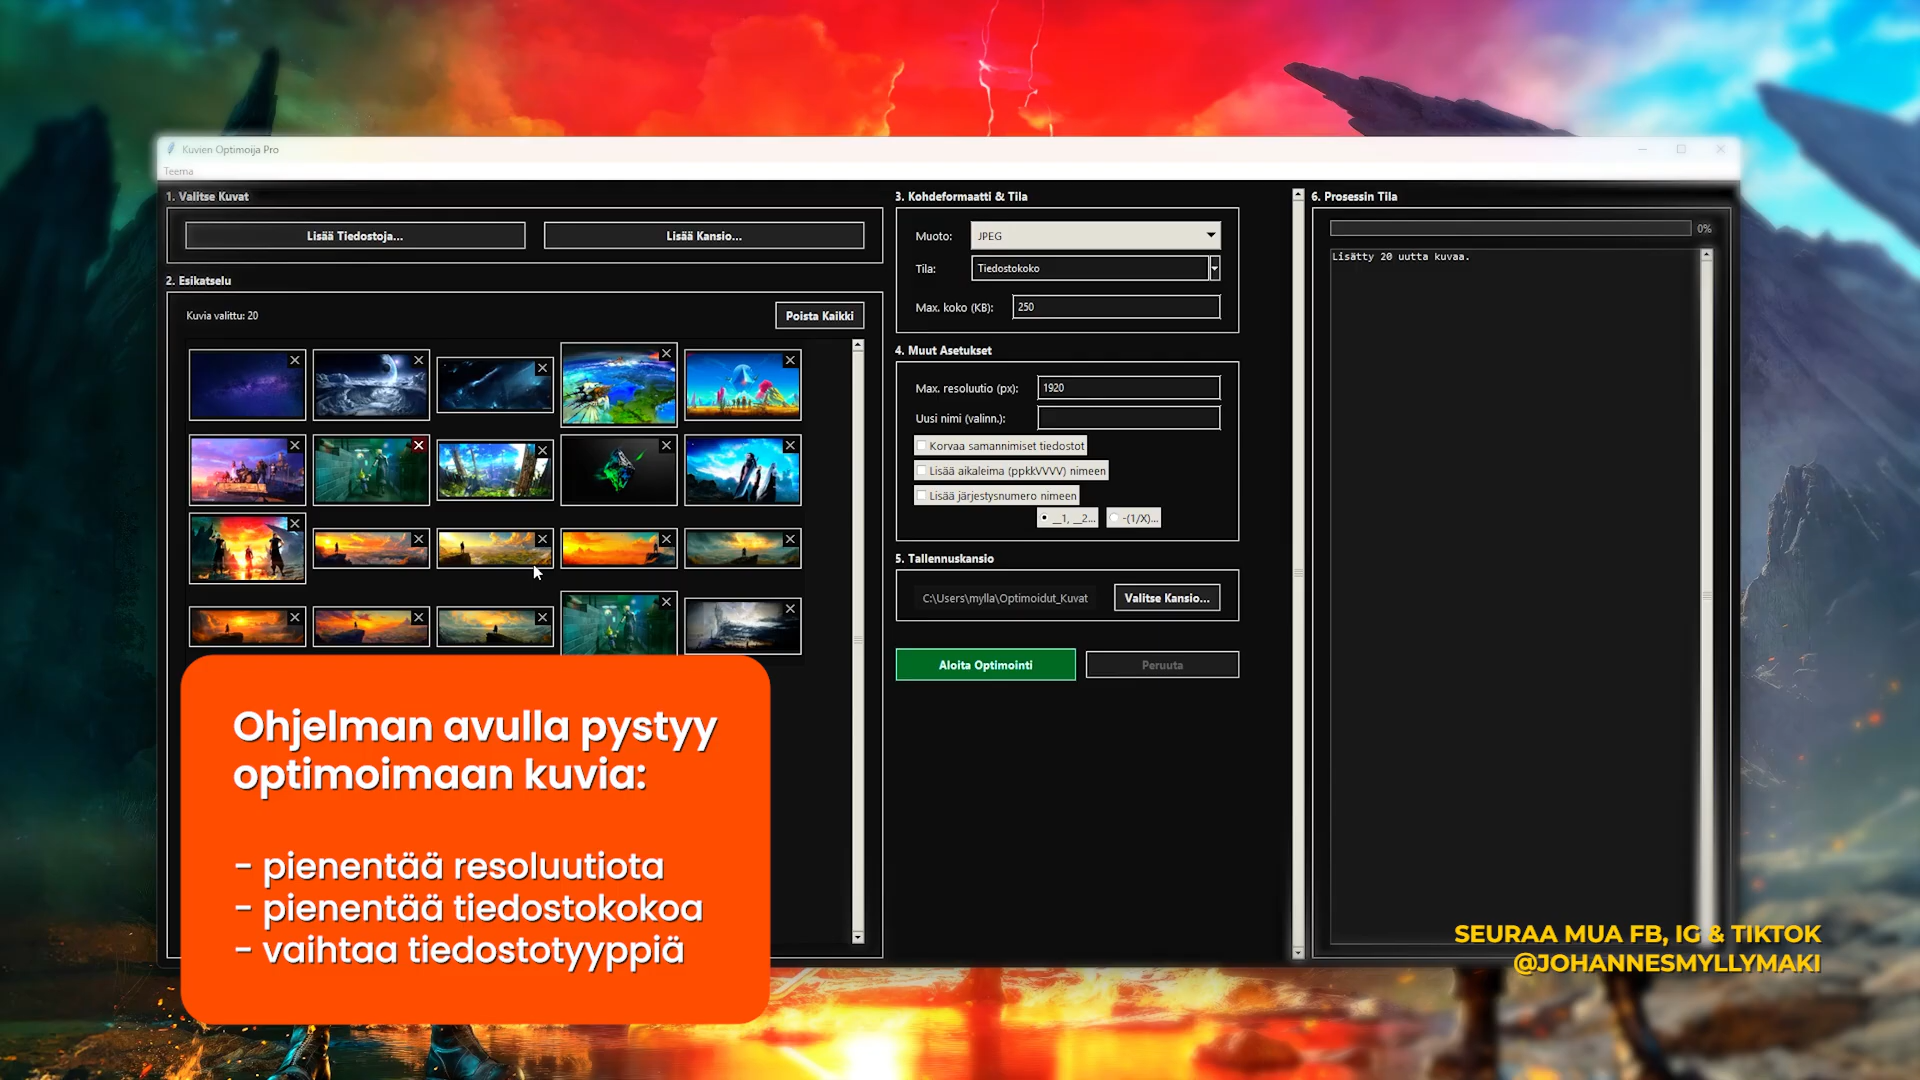 Kuvien Optimoija Pro
Teema
1. Valitse Kuvat
Lisää Tiedostoja...
Lisää Kansio...
2. Esikatselu
Kuvia valittu: 20
Poista Kaikki
3. Kohdeformaatti & Tila
Muoto:
JPEG
Tila:
Tiedostokoko
Max. koko (KB):
250
4. Muut Asetukset
Max. resoluutio (px):
1920
Uusi nimi (valinn.):
Korvaa samannimiset tiedostot
Lisää aikaleima (ppkkVVVV) nimeen
Lisää järjestysnumero nimeen
__1, __2...
-(1/X)...
5. Tallennuskansio
C:\Users\mylla\Optimoidut_Kuvat
Valitse Kansio...
Aloita Optimointi
Peruuta
6. Prosessin Tila
0%
Lisätty 20 uutta kuvaa.
Ohjelman avulla pystyy
optimoimaan kuvia:
- pienentää resoluutiota
- pienentää tiedostokokoa
- vaihtaa tiedostotyyppiä
SEURAA MUA FB, IG & TIKTOK
@JOHANNESMYLLYMAKI